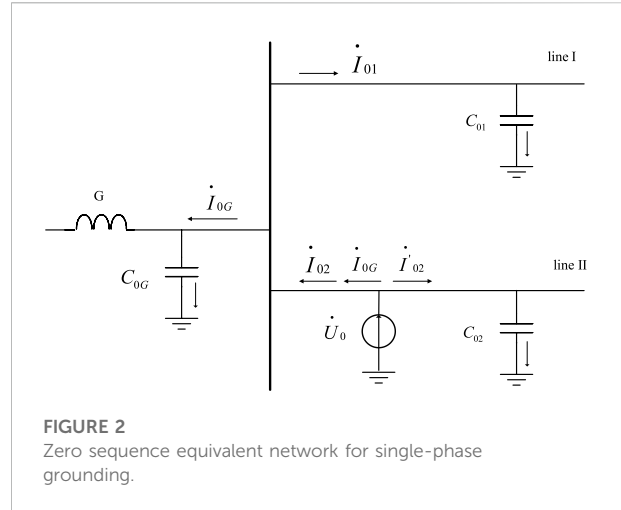 İ₀₁
line I
C₀₁
G
İ₀G
C₀G
İ₀₂ İ₀G İ'₀₂
line II
U̇₀
C₀₂
FIGURE 2
Zero sequence equivalent network for single-phase
grounding.